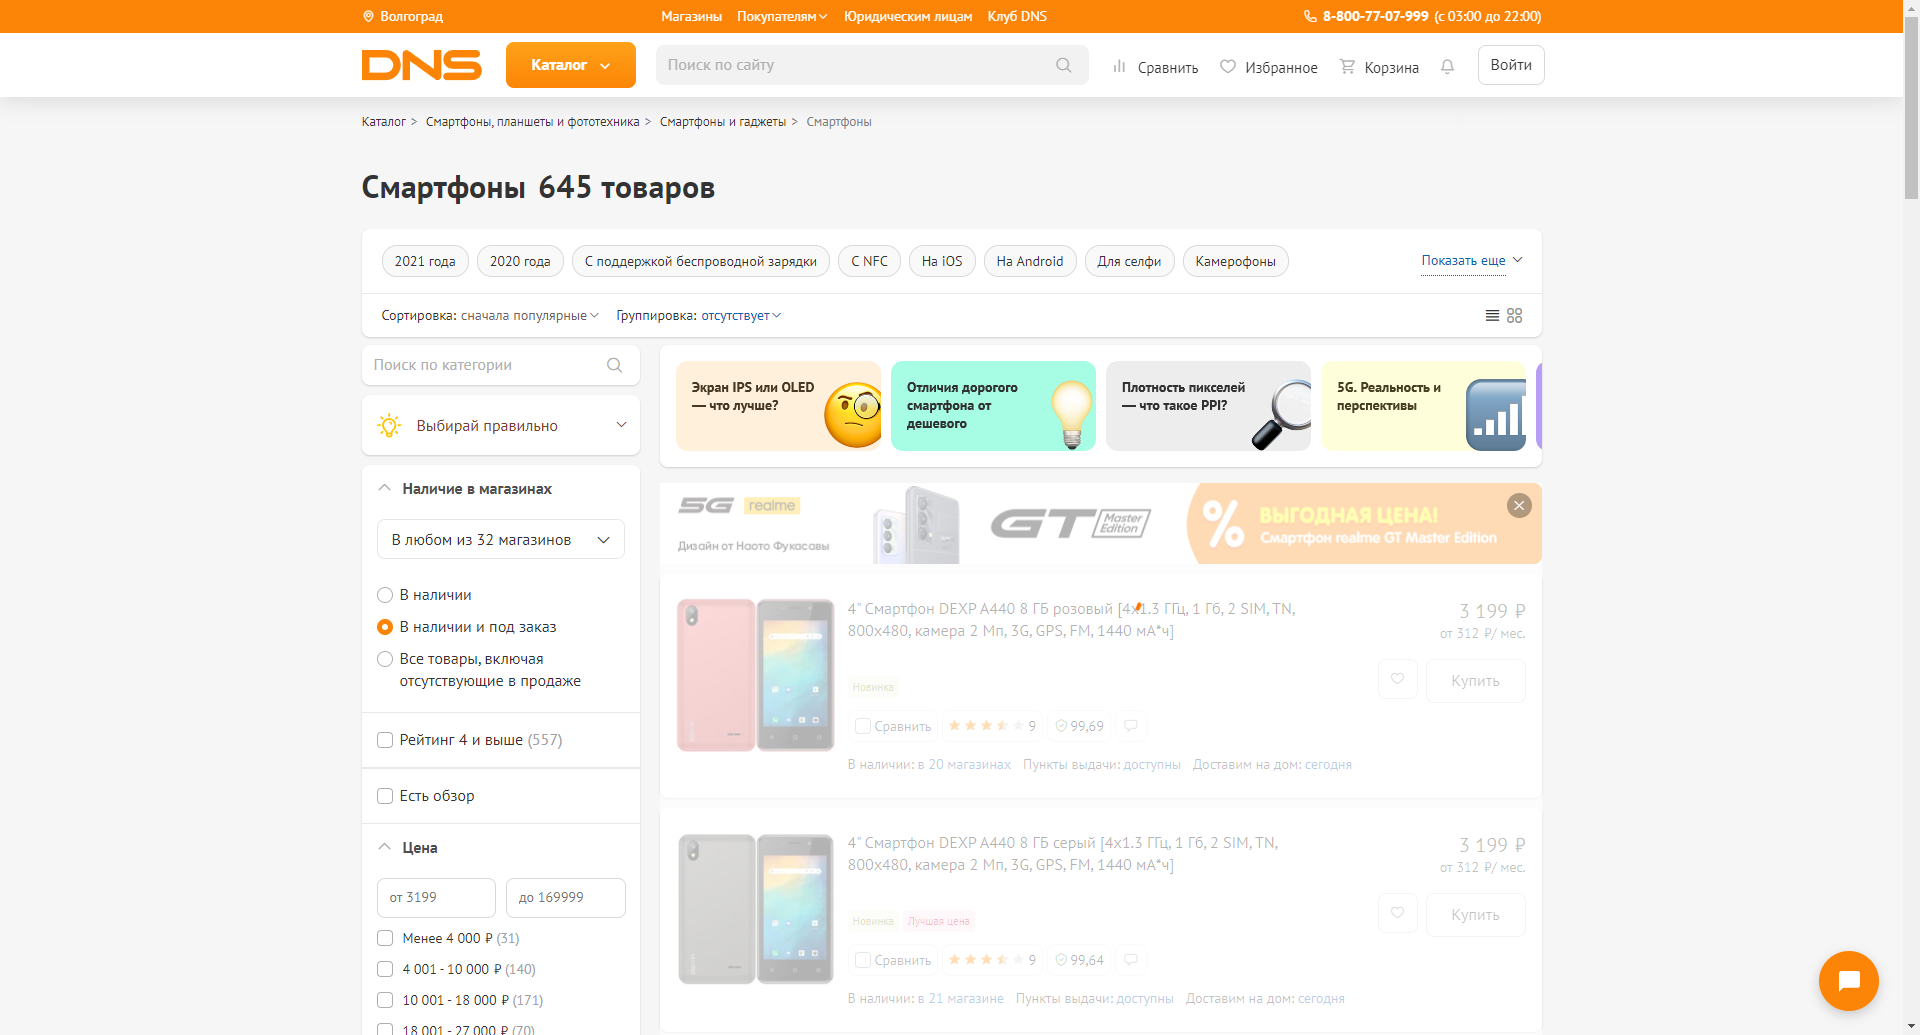 Волгоград
Магазины Покупателям Юридическим лицам Клуб DNS
8-800-77-07-999 (с 03:00 до 22:00)
DNS
Каталог
Поиск по сайту
Сравнить
Избранное
Корзина
Войти
Каталог > Смартфоны, планшеты и фототехника > Смартфоны и гаджеты > Смартфоны
Смартфоны 645 товаров
2021 года
2020 года
С поддержкой беспроводной зарядки
С NFC
На iOS
На Android
Для селфи
Камерофоны
Показать еще
Сортировка: сначала популярные
Группировка: отсутствует
Поиск по категории
Выбирай правильно
Наличие в магазинах
В любом из 32 магазинов
В наличии
В наличии и под заказ
Все товары, включая
отсутствующие в продаже
Рейтинг 4 и выше (557)
Есть обзор
Цена
от 3199
до 169999
Менее 4 000 ₽ (31)
4 001 - 10 000 ₽ (140)
10 001 - 18 000 ₽ (171)
18 001 - 27 000 ₽ (70)
Экран IPS или OLED
— что лучше?
Отличия дорогого
смартфона от
дешевого
Плотность пикселей
— что такое PPI?
5G. Реальность и
перспективы
5G realme
Дизайн от Наото Фукасавы
GT Master
Edition
%
ВЫГОДНАЯ ЦЕНА!
Смартфон realme GT Master Edition
4" Смартфон DEXP A440 8 ГБ розовый [4x1.3 ГГц, 1 Гб, 2 SIM, TN,
800x480, камера 2 Мп, 3G, GPS, FM, 1440 мА*ч]
3 199 ₽
от 312 ₽/ мес.
Купить
Новинка
Сравнить
9
99,69
В наличии: в 20 магазинах Пункты выдачи: доступны Доставим на дом: сегодня
4" Смартфон DEXP A440 8 ГБ серый [4x1.3 ГГц, 1 Гб, 2 SIM, TN,
800x480, камера 2 Мп, 3G, GPS, FM, 1440 мА*ч]
3 199 ₽
от 312 ₽/ мес.
Купить
Новинка
Лучшая цена
Сравнить
9
99,64
В наличии: в 21 магазине Пункты выдачи: доступны Доставим на дом: сегодня